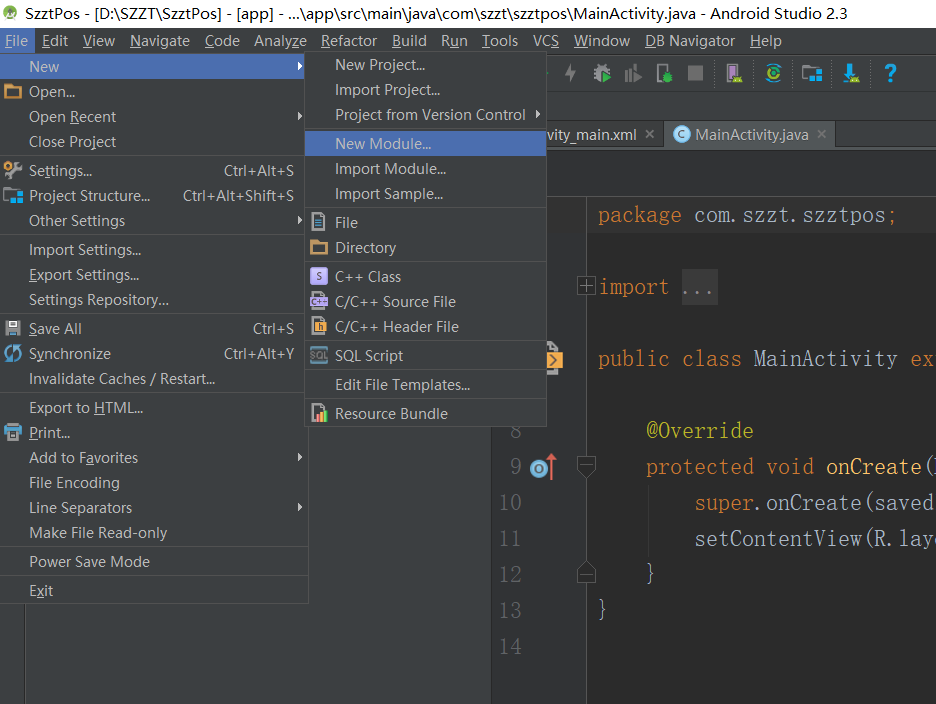 SzztPos - [D:\SZZT\SzztPos] - [app] - ...\app\src\main\java\com\szzt\szztpos\MainActivity.java - Android Studio 2.3
File Edit View Navigate Code Analyze Refactor Build Run Tools VCS Window DB Navigator Help
New
Open...
Open Recent
Close Project
Settings... Ctrl+Alt+S
Project Structure... Ctrl+Alt+Shift+S
Other Settings
Import Settings...
Export Settings...
Settings Repository...
Save All Ctrl+S
Synchronize Ctrl+Alt+Y
Invalidate Caches / Restart...
Export to HTML...
Print...
Add to Favorites
File Encoding
Line Separators
Make File Read-only
Power Save Mode
Exit
New Project...
Import Project...
Project from Version Control
New Module...
Import Module...
Import Sample...
File
Directory
S C++ Class
C++ C/C++ Source File
h C/C++ Header File
SQL SQL Script
Edit File Templates...
Resource Bundle
?
vity_main.xml
C MainActivity.java
package com.szzt.szztpos;
import ...
public class MainActivity ex
8 @Override
9 protected void onCreate(
10 super.onCreate(saved
11 setContentView(R.lay
12 }
13 }
14